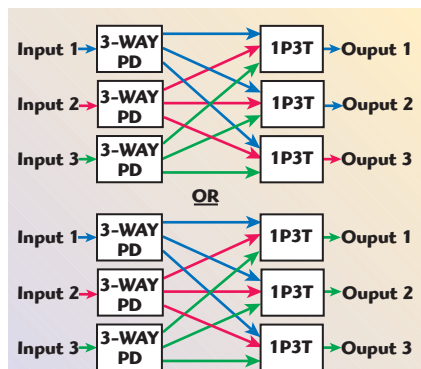 Input 1 3-WAY PD 1P3T Ouput 1
Input 2 3-WAY PD 1P3T Ouput 2
Input 3 3-WAY PD 1P3T Ouput 3
OR
Input 1 3-WAY PD 1P3T Ouput 1
Input 2 3-WAY PD 1P3T Ouput 2
Input 3 3-WAY PD 1P3T Ouput 3